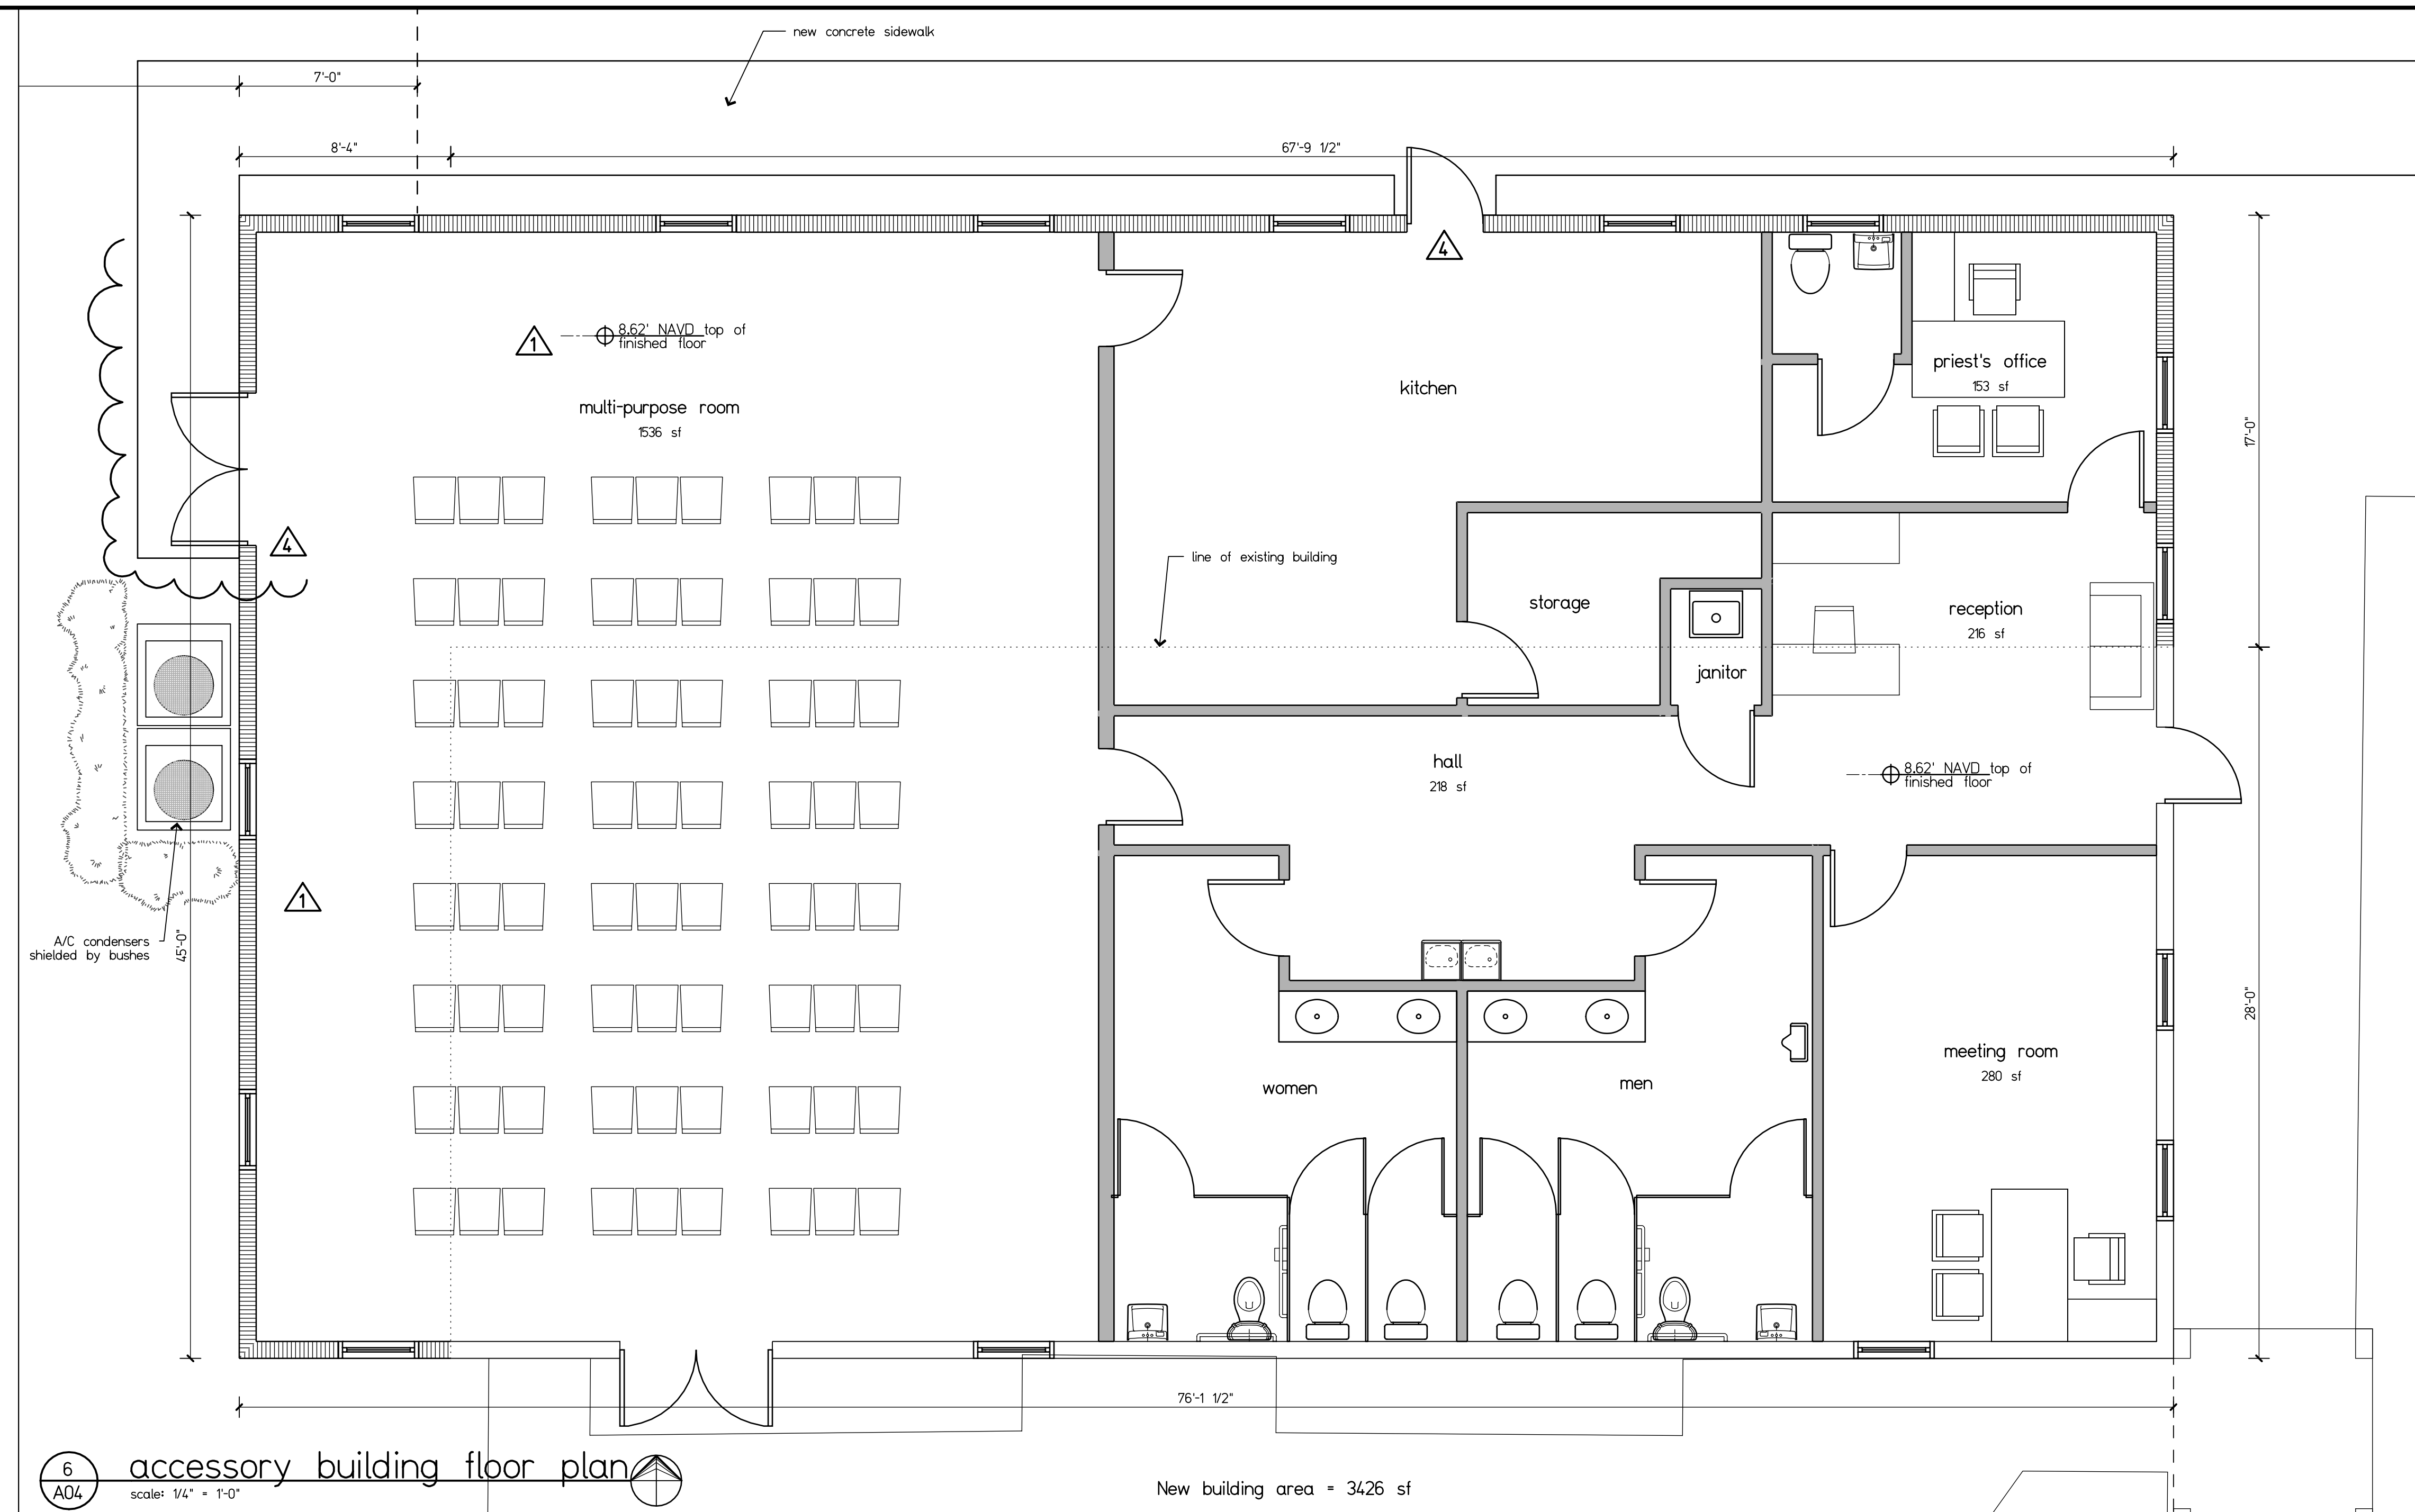 new concrete sidewalk
7'-0"
8'-4"
67'-9 1/2"
4
8.62' NAVD top of
finished floor
1
multi-purpose room
1536 sf
kitchen
priest's office
153 sf
17'-0"
4
line of existing building
storage
reception
216 sf
janitor
hall
218 sf
8.62' NAVD top of
finished floor
1
A/C condensers
shielded by bushes
45'-0"
28'-0"
meeting room
280 sf
women
men
76'-1 1/2"
6
A04
accessory building floor plan
scale: 1/4" = 1'-0"
New building area = 3426 sf